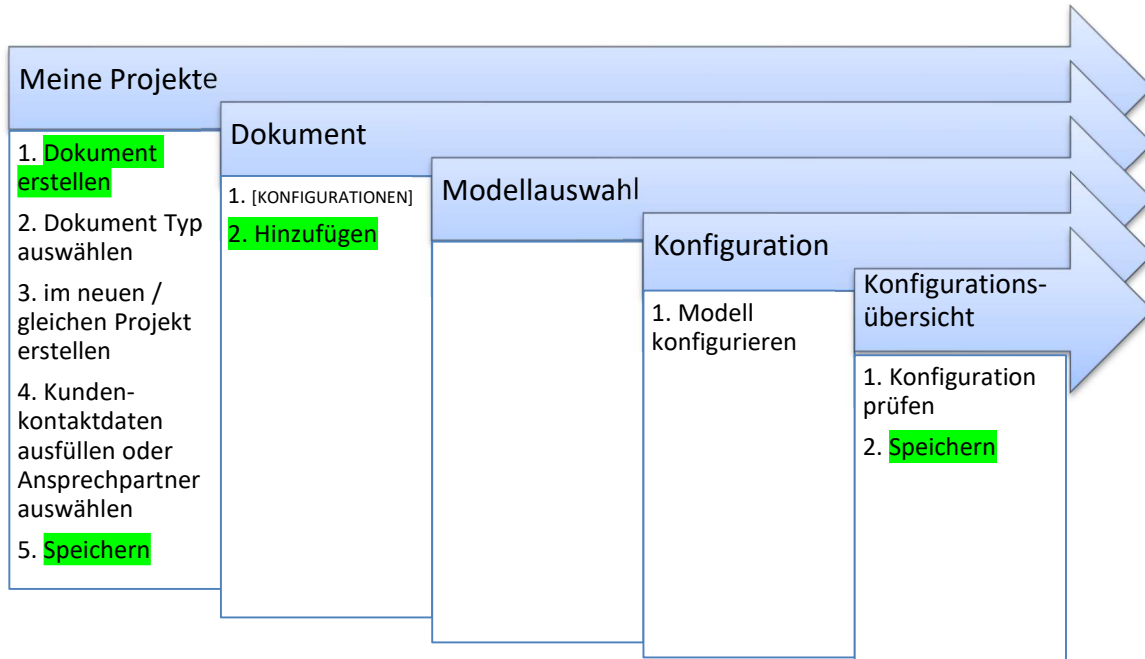 Meine Projekte
1. Dokument
erstellen
2. Dokument Typ
auswählen
3. im neuen /
gleichen Projekt
erstellen
4. Kunden-
kontaktdaten
ausfüllen oder
Ansprechpartner
auswählen
5. Speichern
Dokument
1. [KONFIGURATIONEN]
2. Hinzufügen
Modellauswahl
Konfiguration
1. Modell
konfigurieren
Konfigurations-
übersicht
1. Konfiguration
prüfen
2. Speichern